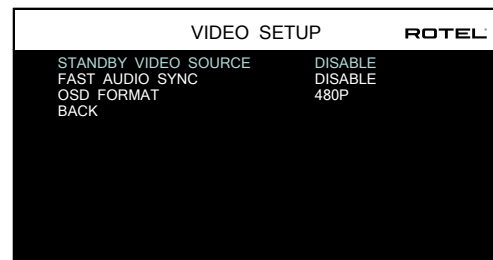 VIDEO SETUP ROTEL
STANDBY VIDEO SOURCE DISABLE
FAST AUDIO SYNC DISABLE
OSD FORMAT 480P
BACK